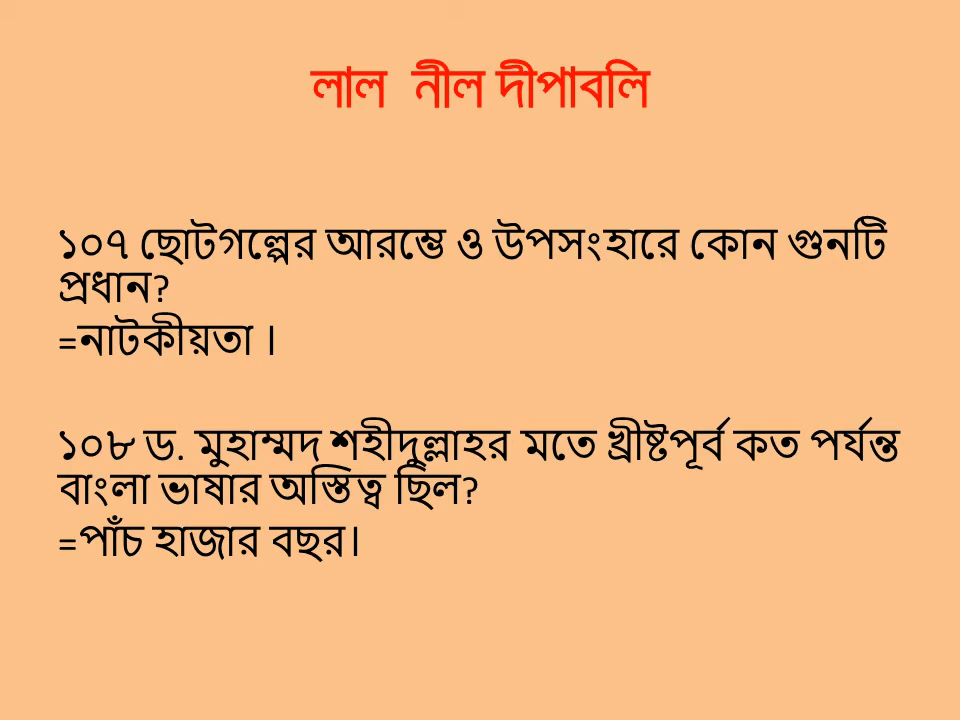 লাল নীল দীপাবলি
১০৭ ছোটগল্পের আরম্ভে ও উপসংহারে কোন গুনটি
প্রধান?
=নাটকীয়তা ।
১০৮ ড. মুহাম্মদ শহীদুল্লাহর মতে খ্রীষ্টপূর্ব কত পর্যন্ত
বাংলা ভাষার অস্তিত্ব ছিল?
=পাঁচ হাজার বছর।